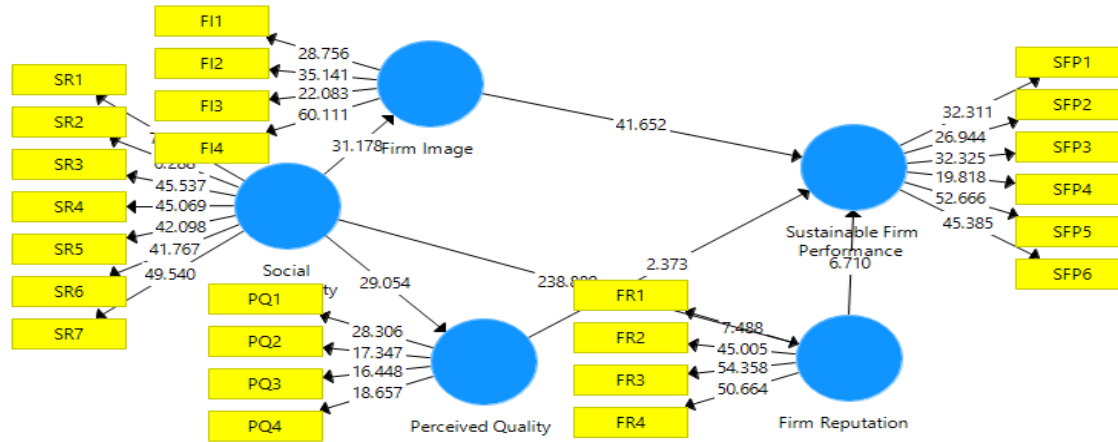 FI1
FI2
FI3
FI4
28.756
35.141
22.083
60.111
Firm Image
31.178
SR1
SR2
SR3
SR4
SR5
SR6
SR7
45.537
45.069
42.098
41.767
49.540
Social
29.054
41.652
2.373
6.710
PQ1
PQ2
PQ3
PQ4
28.306
17.347
16.448
18.657
Perceived Quality
FR1
FR2
FR3
FR4
7.488
45.005
54.358
50.664
Firm Reputation
Sustainable Firm
Performance
SFP1
SFP2
SFP3
SFP4
SFP5
SFP6
32.311
26.944
32.325
19.818
52.666
45.385